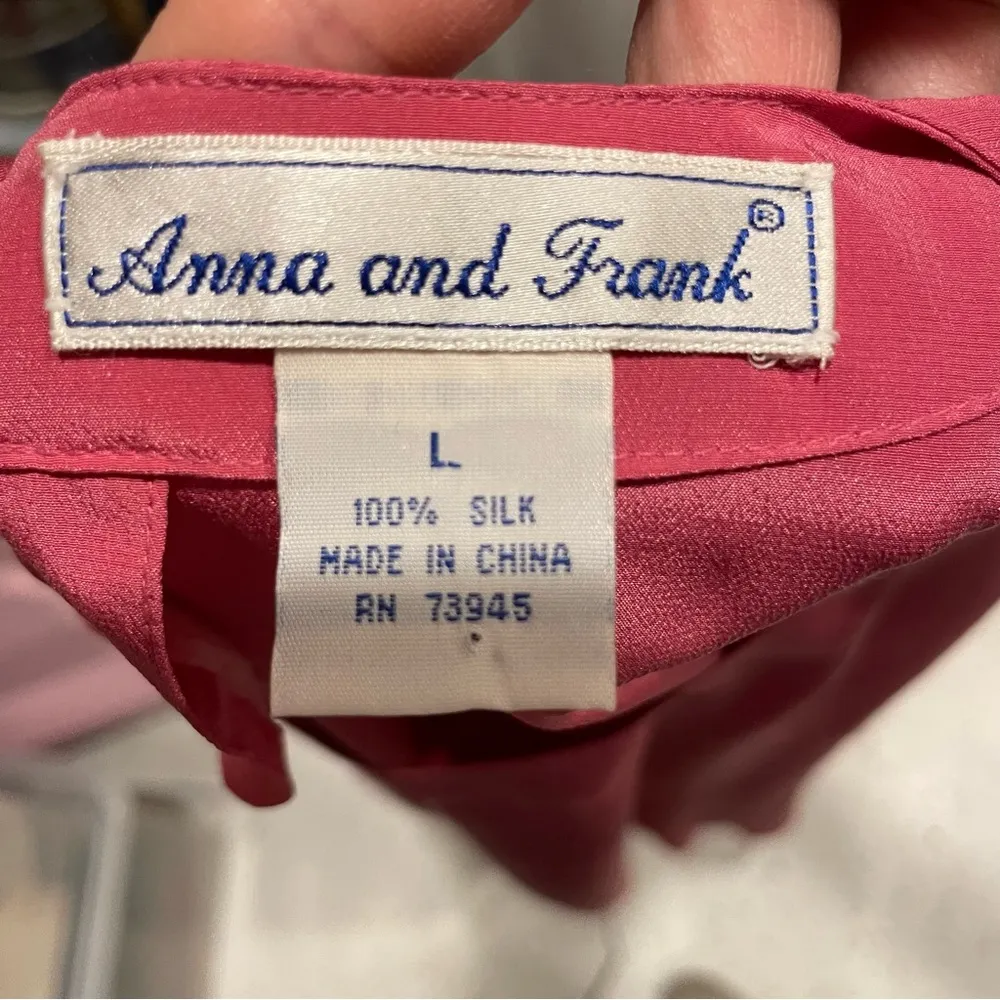 Anna and Frank®
L
100% SILK
MADE IN CHINA
RN 73945